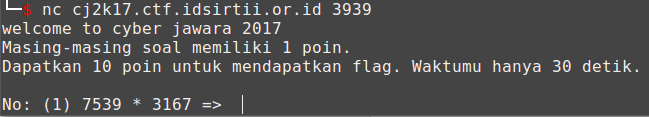 $ nc cj2k17.ctf.idsirtii.or.id 3939
welcome to cyber jawara 2017
Masing-masing soal memiliki 1 poin.
Dapatkan 10 poin untuk mendapatkan flag. Waktumu hanya 30 detik.
No: (1) 7539 * 3167 =>